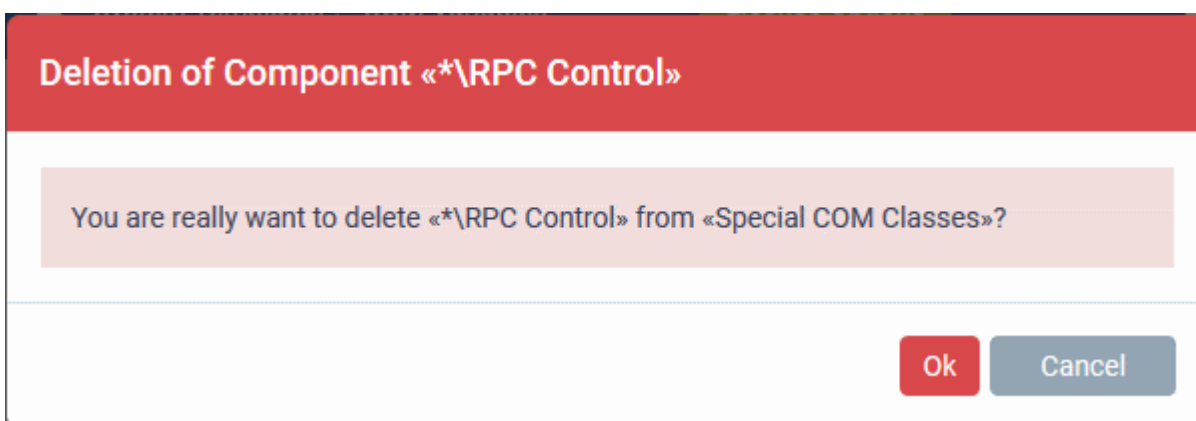 Deletion of Component «*\RPC Control»
You are really want to delete «*\RPC Control» from «Special COM Classes»?
Ok
Cancel